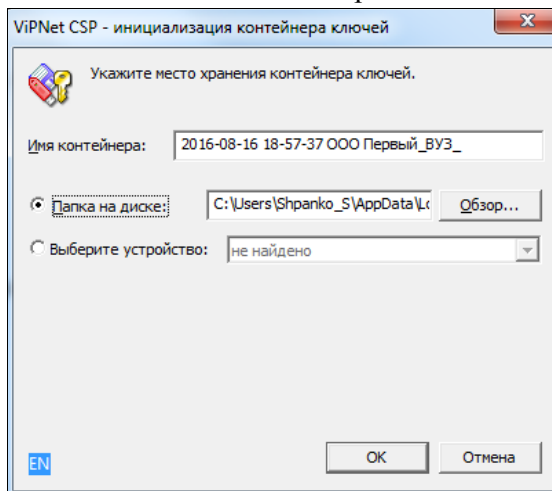 ViPNet CSP - инициализация контейнера ключей
Укажите место хранения контейнера ключей.
Имя контейнера: 2016-08-16 18-57-37 ООО Первый_ВУЗ_
Папка на диске: C:\Users\Shpanko_S\AppData\Lo Обзор...
Выберите устройство: не найдено
EN OK Отмена